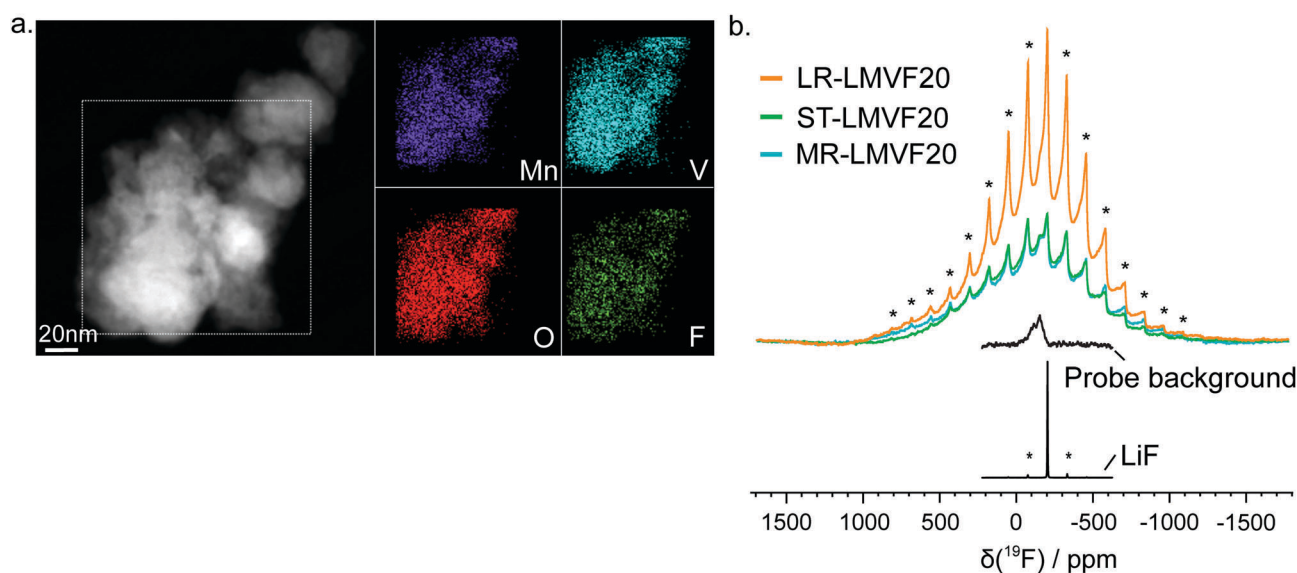 a.
20nm
Mn
V
O
F
b.
LR-LMVF20
ST-LMVF20
MR-LMVF20
* * * * * * * * * * * * * * *
Probe background
* *
LiF
1500 1000 500 0 -500 -1000 -1500
δ(¹⁹F) / ppm